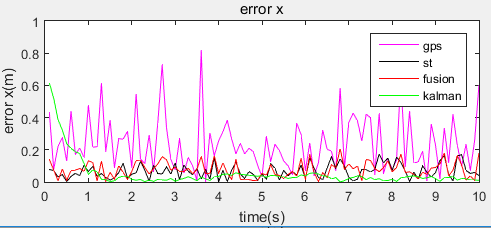 error x
1
0.8
0.6
0.4
0.2
0
error x(m)
gps
st
fusion
kalman
0 1 2 3 4 5 6 7 8 9 10
time(s)